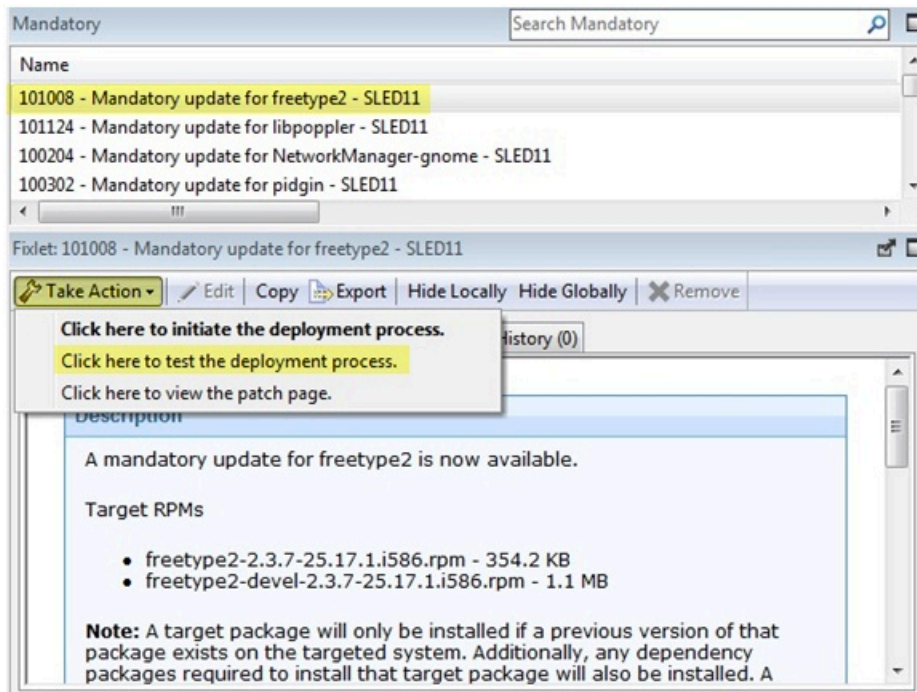 Mandatory
Search Mandatory
Name
101008 - Mandatory update for freetype2 - SLED11
101124 - Mandatory update for libpoppler - SLED11
100204 - Mandatory update for NetworkManager-gnome - SLED11
100302 - Mandatory update for pidgin - SLED11
Fixlet: 101008 - Mandatory update for freetype2 - SLED11
Take Action Edit Copy Export Hide Locally Hide Globally Remove
Click here to initiate the deployment process.
History (0)
Click here to test the deployment process.
Click here to view the patch page.
Description
A mandatory update for freetype2 is now available.
Target RPMs
• freetype2-2.3.7-25.17.1.i586.rpm - 354.2 KB
• freetype2-devel-2.3.7-25.17.1.i586.rpm - 1.1 MB
Note: A target package will only be installed if a previous version of that
package exists on the targeted system. Additionally, any dependency
packages required to install that target package will also be installed. A